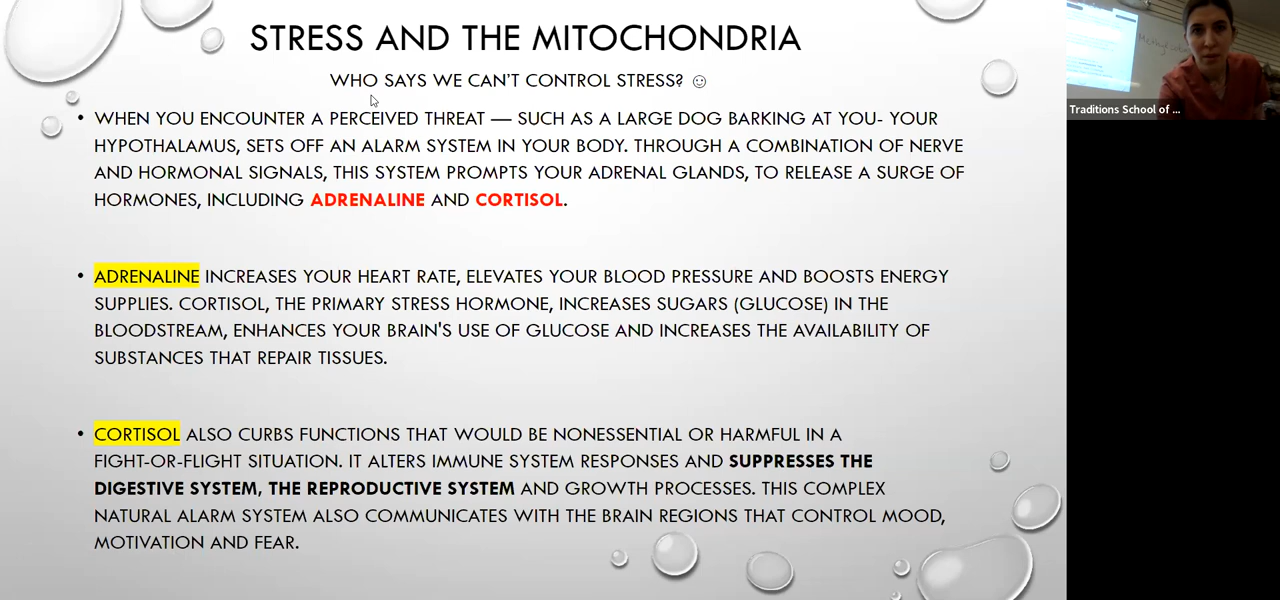 STRESS AND THE MITOCHONDRIA
WHO SAYS WE CAN'T CONTROL STRESS? ☺
• WHEN YOU ENCOUNTER A PERCEIVED THREAT — SUCH AS A LARGE DOG BARKING AT YOU- YOUR
HYPOTHALAMUS, SETS OFF AN ALARM SYSTEM IN YOUR BODY. THROUGH A COMBINATION OF NERVE
AND HORMONAL SIGNALS, THIS SYSTEM PROMPTS YOUR ADRENAL GLANDS, TO RELEASE A SURGE OF
HORMONES, INCLUDING ADRENALINE AND CORTISOL.
• ADRENALINE INCREASES YOUR HEART RATE, ELEVATES YOUR BLOOD PRESSURE AND BOOSTS ENERGY
SUPPLIES. CORTISOL, THE PRIMARY STRESS HORMONE, INCREASES SUGARS (GLUCOSE) IN THE
BLOODSTREAM, ENHANCES YOUR BRAIN'S USE OF GLUCOSE AND INCREASES THE AVAILABILITY OF
SUBSTANCES THAT REPAIR TISSUES.
• CORTISOL ALSO CURBS FUNCTIONS THAT WOULD BE NONESSENTIAL OR HARMFUL IN A
FIGHT-OR-FLIGHT SITUATION. IT ALTERS IMMUNE SYSTEM RESPONSES AND SUPPRESSES THE
DIGESTIVE SYSTEM, THE REPRODUCTIVE SYSTEM AND GROWTH PROCESSES. THIS COMPLEX
NATURAL ALARM SYSTEM ALSO COMMUNICATES WITH THE BRAIN REGIONS THAT CONTROL MOOD,
MOTIVATION AND FEAR.
Traditions School of ...